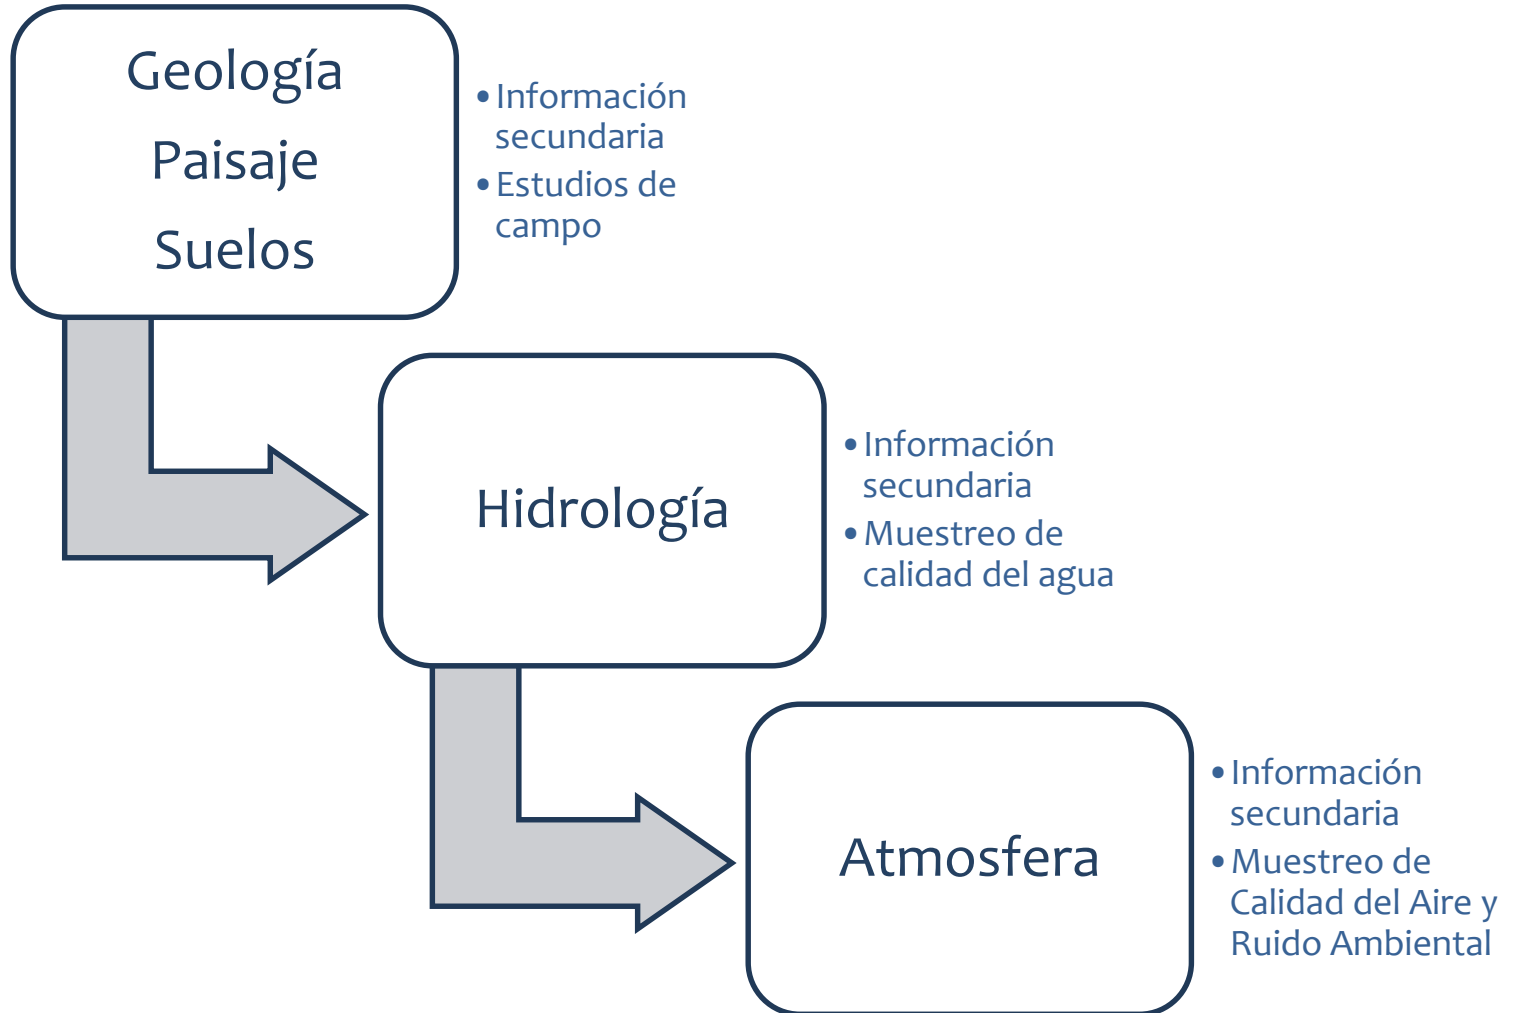 Geología
Paisaje
Suelos
•Información
secundaria
•Estudios de
campo
Hidrología
•Información
secundaria
•Muestreo de
calidad del agua
Atmosfera
•Información
secundaria
•Muestreo de
Calidad del Aire y
Ruido Ambiental